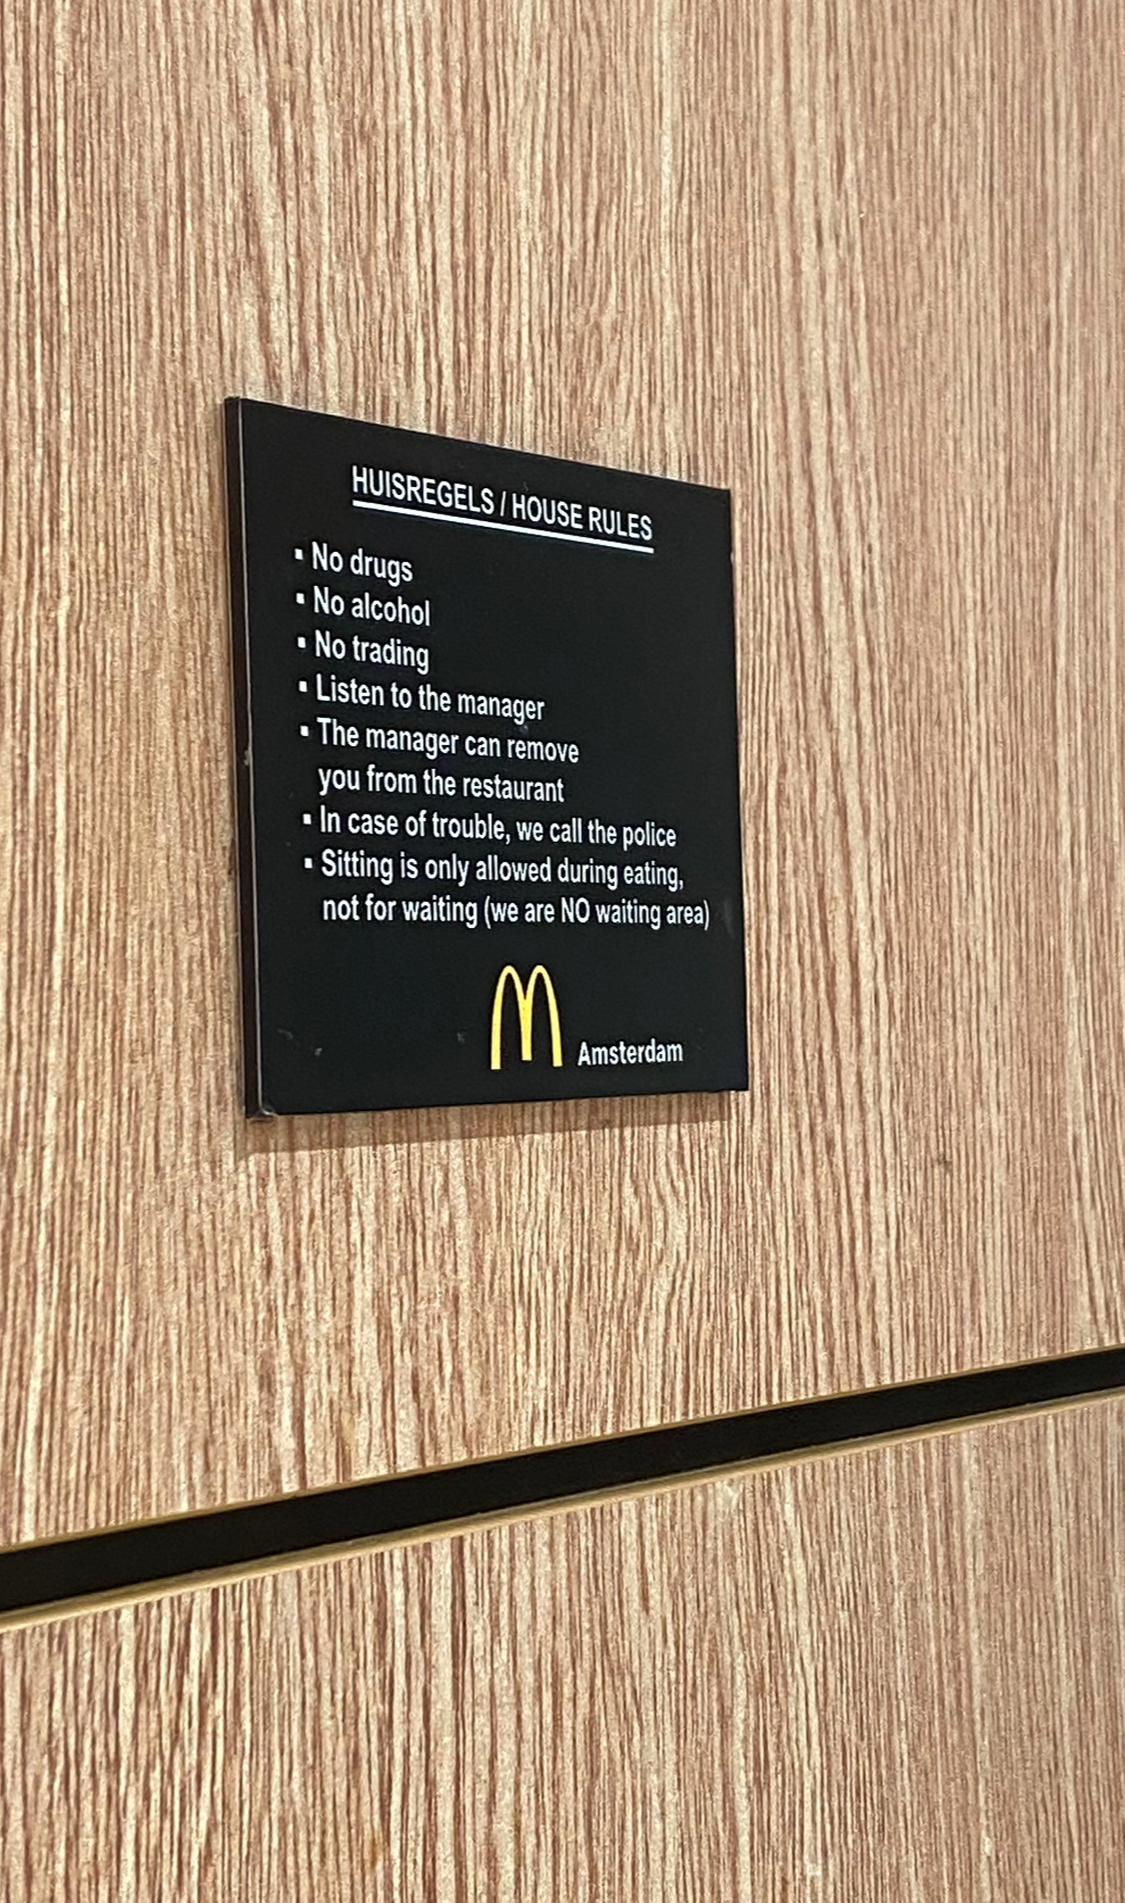 HUISREGELS / HOUSE RULES
▪ No drugs
▪ No alcohol
▪ No trading
▪ Listen to the manager
▪ The manager can remove
you from the restaurant
▪ In case of trouble, we call the police
▪ Sitting is only allowed during eating,
not for waiting (we are NO waiting area)
M Amsterdam